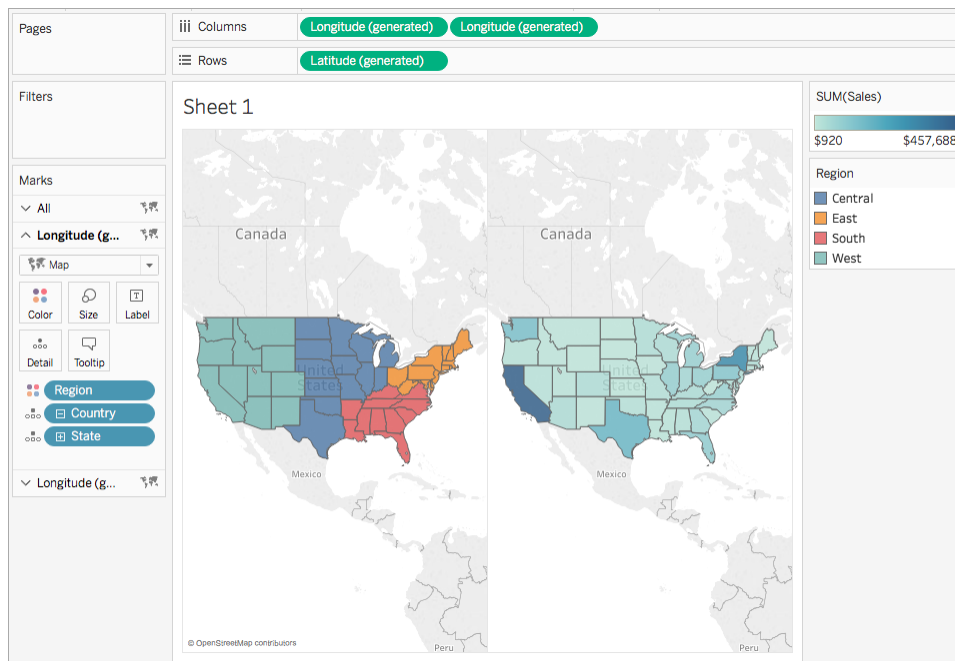 Pages
Columns
Longitude (generated)
Longitude (generated)
Rows
Latitude (generated)
Filters
Marks
All
Longitude (g...
Map
Color
Size
Label
Detail
Tooltip
Region
Country
State
Longitude (g...
Sheet 1
Canada
United
States
Mexico
Peru
© OpenStreetMap contributors
Canada
United
States
Mexico
Peru
SUM(Sales)
$920
$457,688
Region
Central
East
South
West